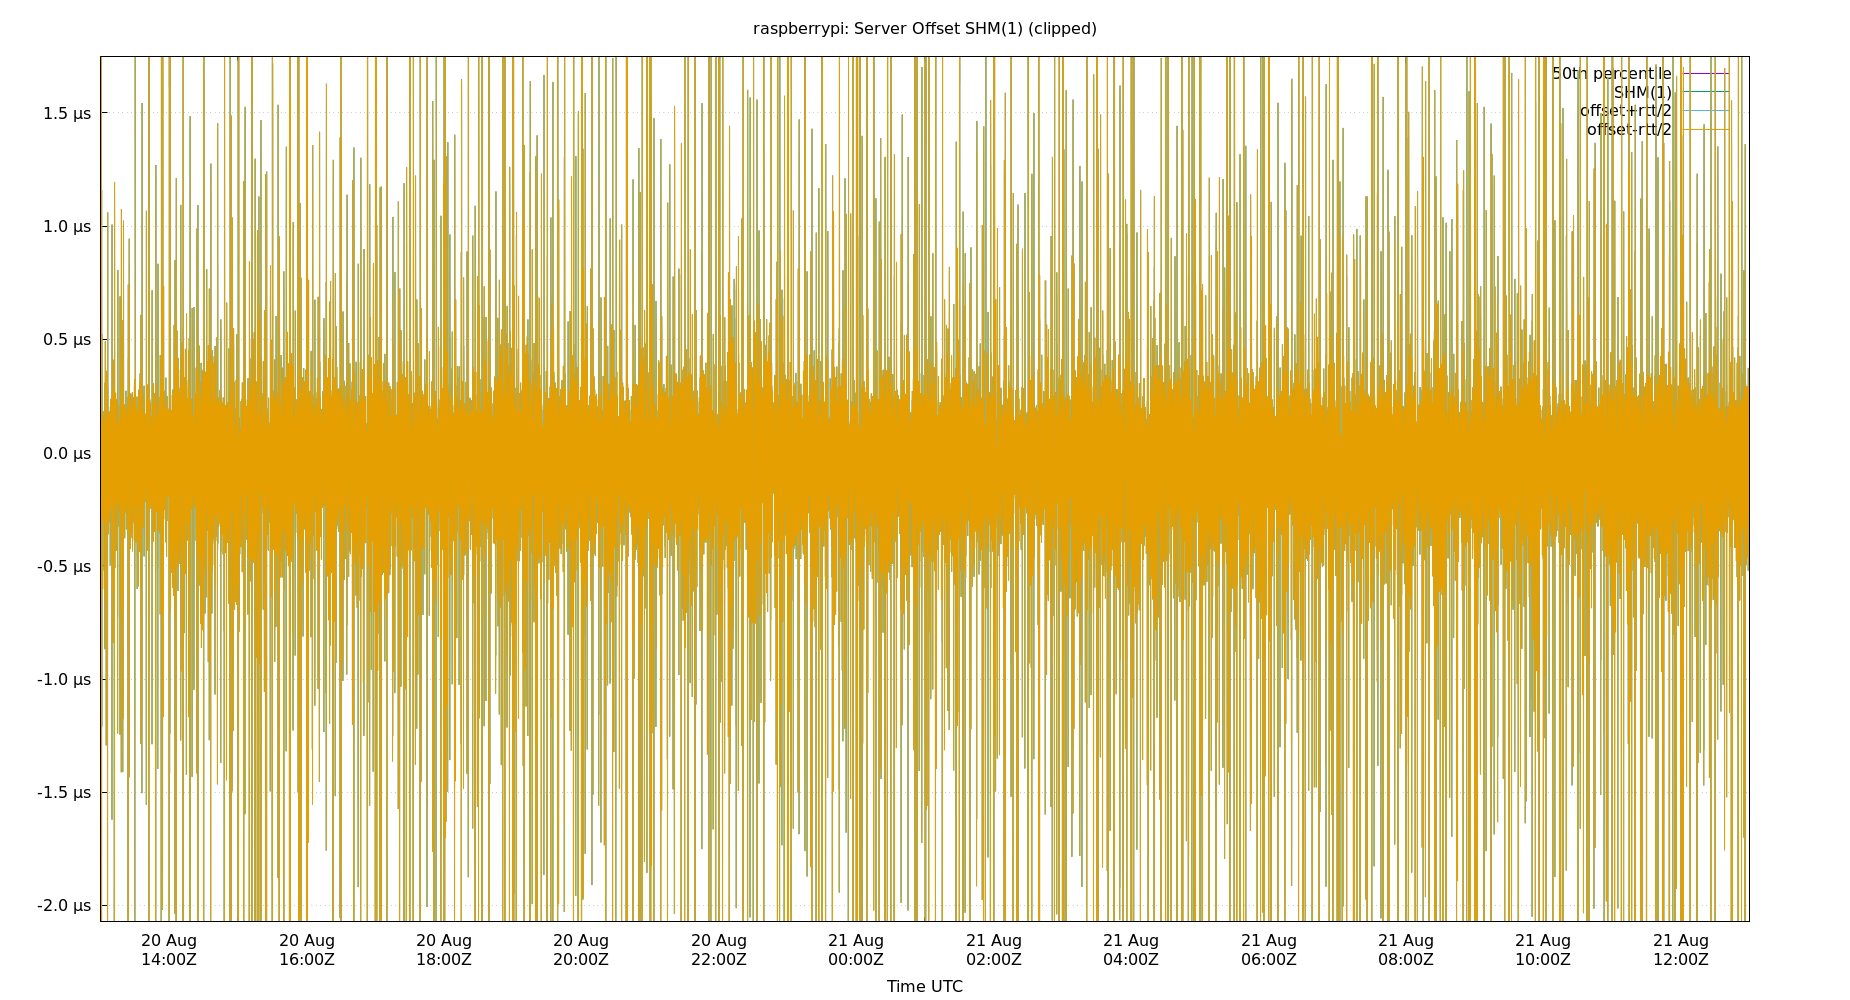 raspberrypi: Server Offset SHM(1) (clipped)
50th percentile
SHM(1)
offset+rtt/2
offset-rtt/2
1.5 µs
1.0 µs
0.5 µs
0.0 µs
-0.5 µs
-1.0 µs
-1.5 µs
-2.0 µs
20 Aug 20 Aug 20 Aug 20 Aug 20 Aug 21 Aug 21 Aug 21 Aug 21 Aug 21 Aug 21 Aug 21 Aug
14:00Z 16:00Z 18:00Z 20:00Z 22:00Z 00:00Z 02:00Z 04:00Z 06:00Z 08:00Z 10:00Z 12:00Z
Time UTC